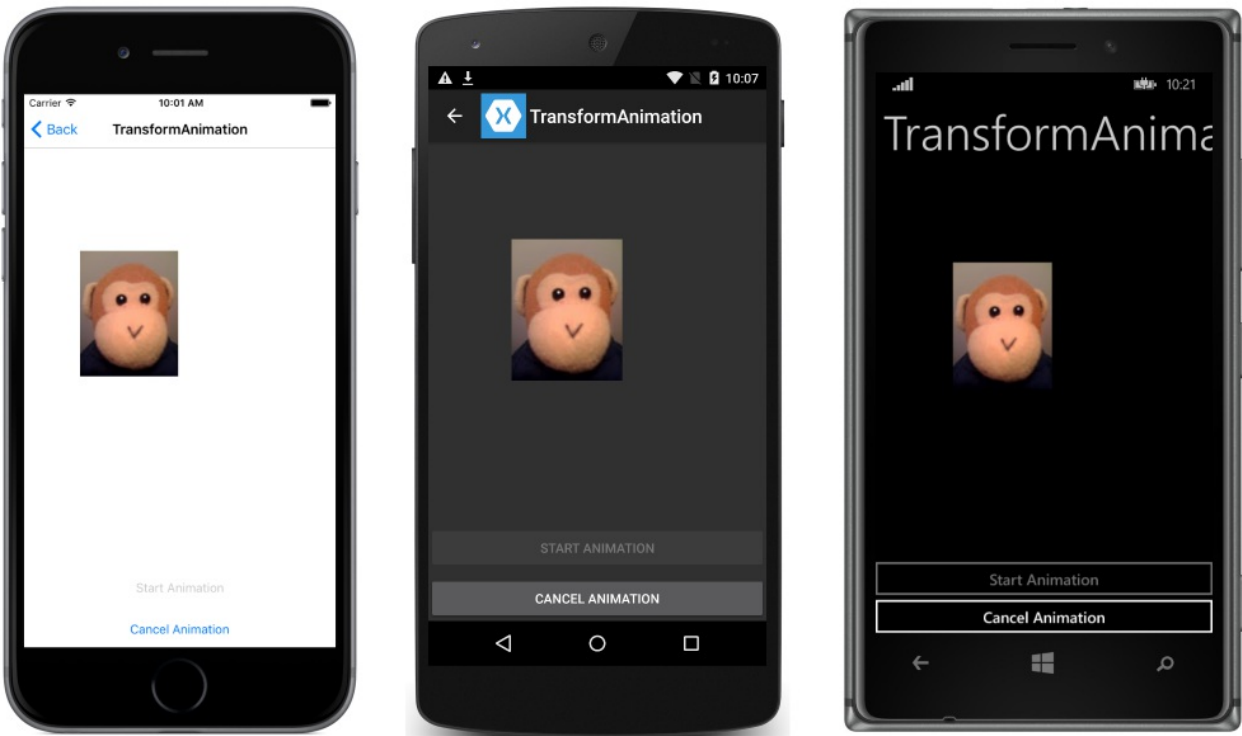 Carrier 10:01 AM
Back TransformAnimation
Start Animation
Cancel Animation
10:07
TransformAnimation
START ANIMATION
CANCEL ANIMATION
10:21
TransformAnima
Start Animation
Cancel Animation